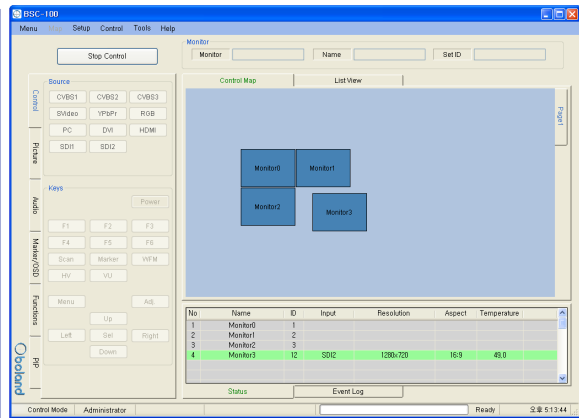 BSC-100
Menu Map Setup Control Tools Help
Stop Control
Monitor
Monitor Name Set ID
Control Map List View
Control
Picture
Audio
Marker/OSD
Functions
PIP
boland
Source
CVBS1 CVBS2 CVBS3
SVideo YPbPr RGB
PC DVI HDMI
SDI1 SDI2
Keys
Power
F1 F2 F3
F4 F5 F6
Scan Marker WFM
HV VU
Menu Adj.
Up
Left Sel Right
Down
Page1
Monitor0 Monitor1
Monitor2 Monitor3
No Name ID Input Resolution Aspect Temperature
1 Monitor0 1
2 Monitor1 2
3 Monitor2 3
4 Monitor3 12 SDI2 1280x720 16:9 49.0
Status Event Log
Control Mode Administrator Ready 오후 5:13:44